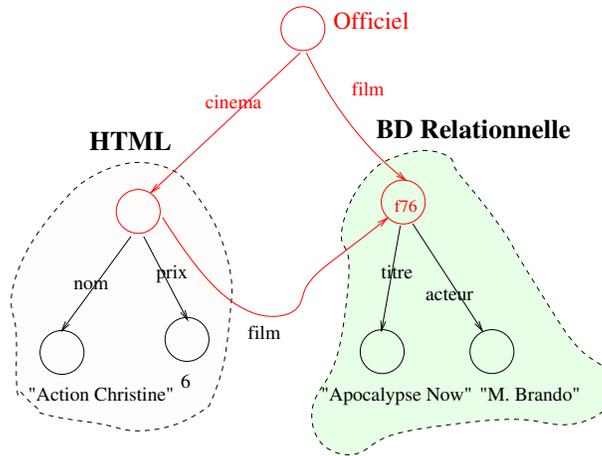 Officiel
cinema
film
HTML
BD Relationnelle
f76
nom
prix
titre
acteur
film
"Action Christine"
6
"Apocalypse Now"
"M. Brando"